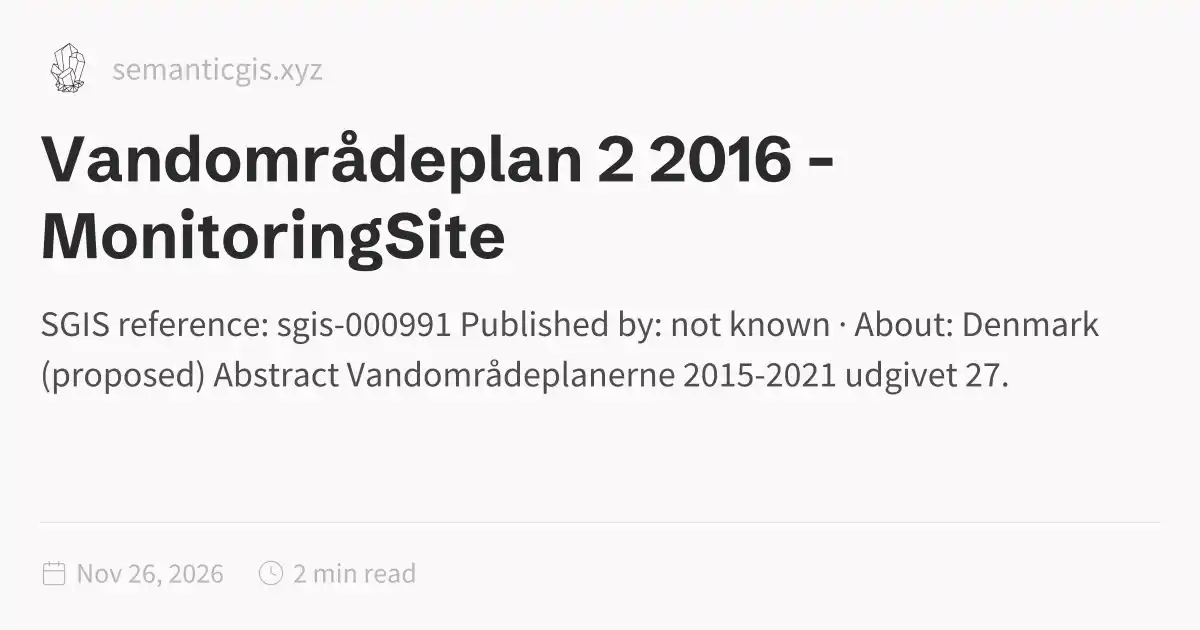 semanticgis.xyz
Vandområdeplan 2 2016 -
MonitoringSite
SGIS reference: sgis-000991 Published by: not known · About: Denmark
(proposed) Abstract Vandområdeplanerne 2015-2021 udgivet 27.
Nov 26, 2026 2 min read